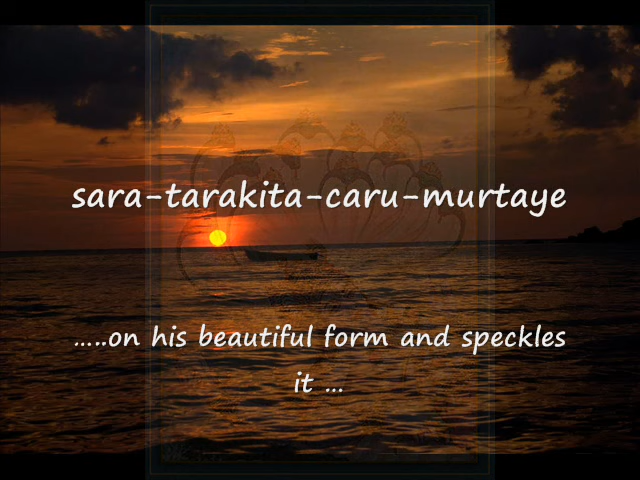 sara-tarakita-caru-murtaye
…..on his beautiful form and speckles
it …